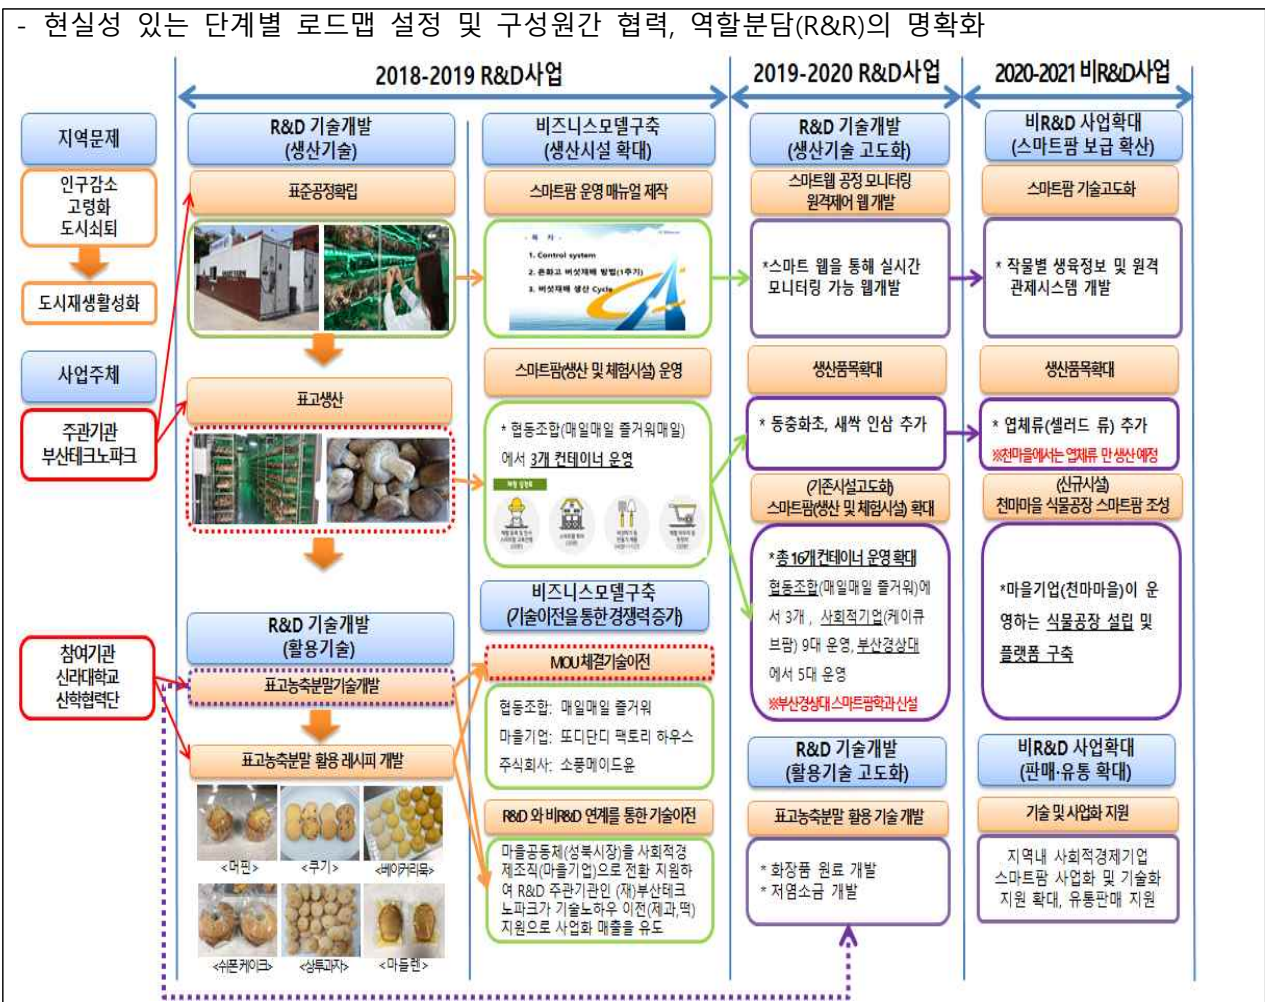 - 현실성 있는 단계별 로드맵 설정 및 구성원간 협력, 역할분담(R&R)의 명확화
2018-2019 R&D사업
2019-2020 R&D사업
2020-2021 비R&D사업
지역문제
인구감소
고령화
도시쇠퇴
도시재생활성화
사업주체
주관기관
부산테크노파크
참여기관
신라대학교
산학협력단
R&D 기술개발
(생산기술)
표준공정확립
표고생산
R&D 기술개발
(활용기술)
표고농축분말기술개발
표고농축분말 활용 레시피 개발
<머핀>
<쿠기>
<베이커리묵>
<쉬폰케이크>
<상투과자>
<마들렌>
비즈니스모델구축
(생산시설 확대)
스마트팜 운영 매뉴얼 제작
- 목 차 -
1. Control system
2. 온화고 버섯재배 방법(1주기)
3. 버섯재배 생산 Cycle
스마트팜(생산 및 체험시설) 운영
* 협동조합(매일매일 즐거워매일)
에서 3개 컨테이너 운영
비즈니스모델구축
(기술이전을 통한 경쟁력 증가)
MOU 체결기술이전
협동조합: 매일매일 즐거워
마을기업: 또디단디 팩토리 하우스
주식회사: 소풍메이드윤
R&D 와 비R&D 연계를 통한 기술이전
마을공동체(성북시장)을 사회적경
제조직(마을기업)으로 전환 지원하
여 R&D 주관기관인 (재)부산테크
노파크가 기술노하우 이전(제과,떡)
지원으로 사업화 매출을 유도
R&D 기술개발
(생산기술 고도화)
스마트웹 공정 모니터링
원격제어 웹 개발
*스마트 웹을 통해 실시간
모니터링 가능 웹개발
생산품목확대
* 동충화초, 새싹 인삼 추가
(기존시설고도화)
스마트팜(생산 및 체험시설) 확대
*총 16개 컨테이너 운영 확대
협동조합(매일매일 즐거워)에
서 3개 , 사회적기업(케이큐
브팜) 9대 운영, 부산경상대
에서 5대 운영
※부산경상대 스마트팜학과 신설
R&D 기술개발
(활용기술 고도화)
표고농축분말 활용 기술 개발
* 화장품 원료 개발
* 저염소금 개발
비R&D 사업확대
(스마트팜 보급 확산)
스마트팜 기술고도화
* 작물별 생육정보 및 원격
관제시스템 개발
생산품목확대
* 엽체류(셀러드 류) 추가
※천마을에서는 엽체류 만 생산 예정
(신규시설)
천마마을 식물공장 스마트팜 조성
*마을기업(천마마을)이 운
영하는 식물공장 설립 및
플랫폼 구축
비R&D 사업확대
(판매·유통 확대)
기술 및 사업화 지원
지역내 사회적경제기업
스마트팜 사업화 및 기술화
지원 확대, 유통판매 지원